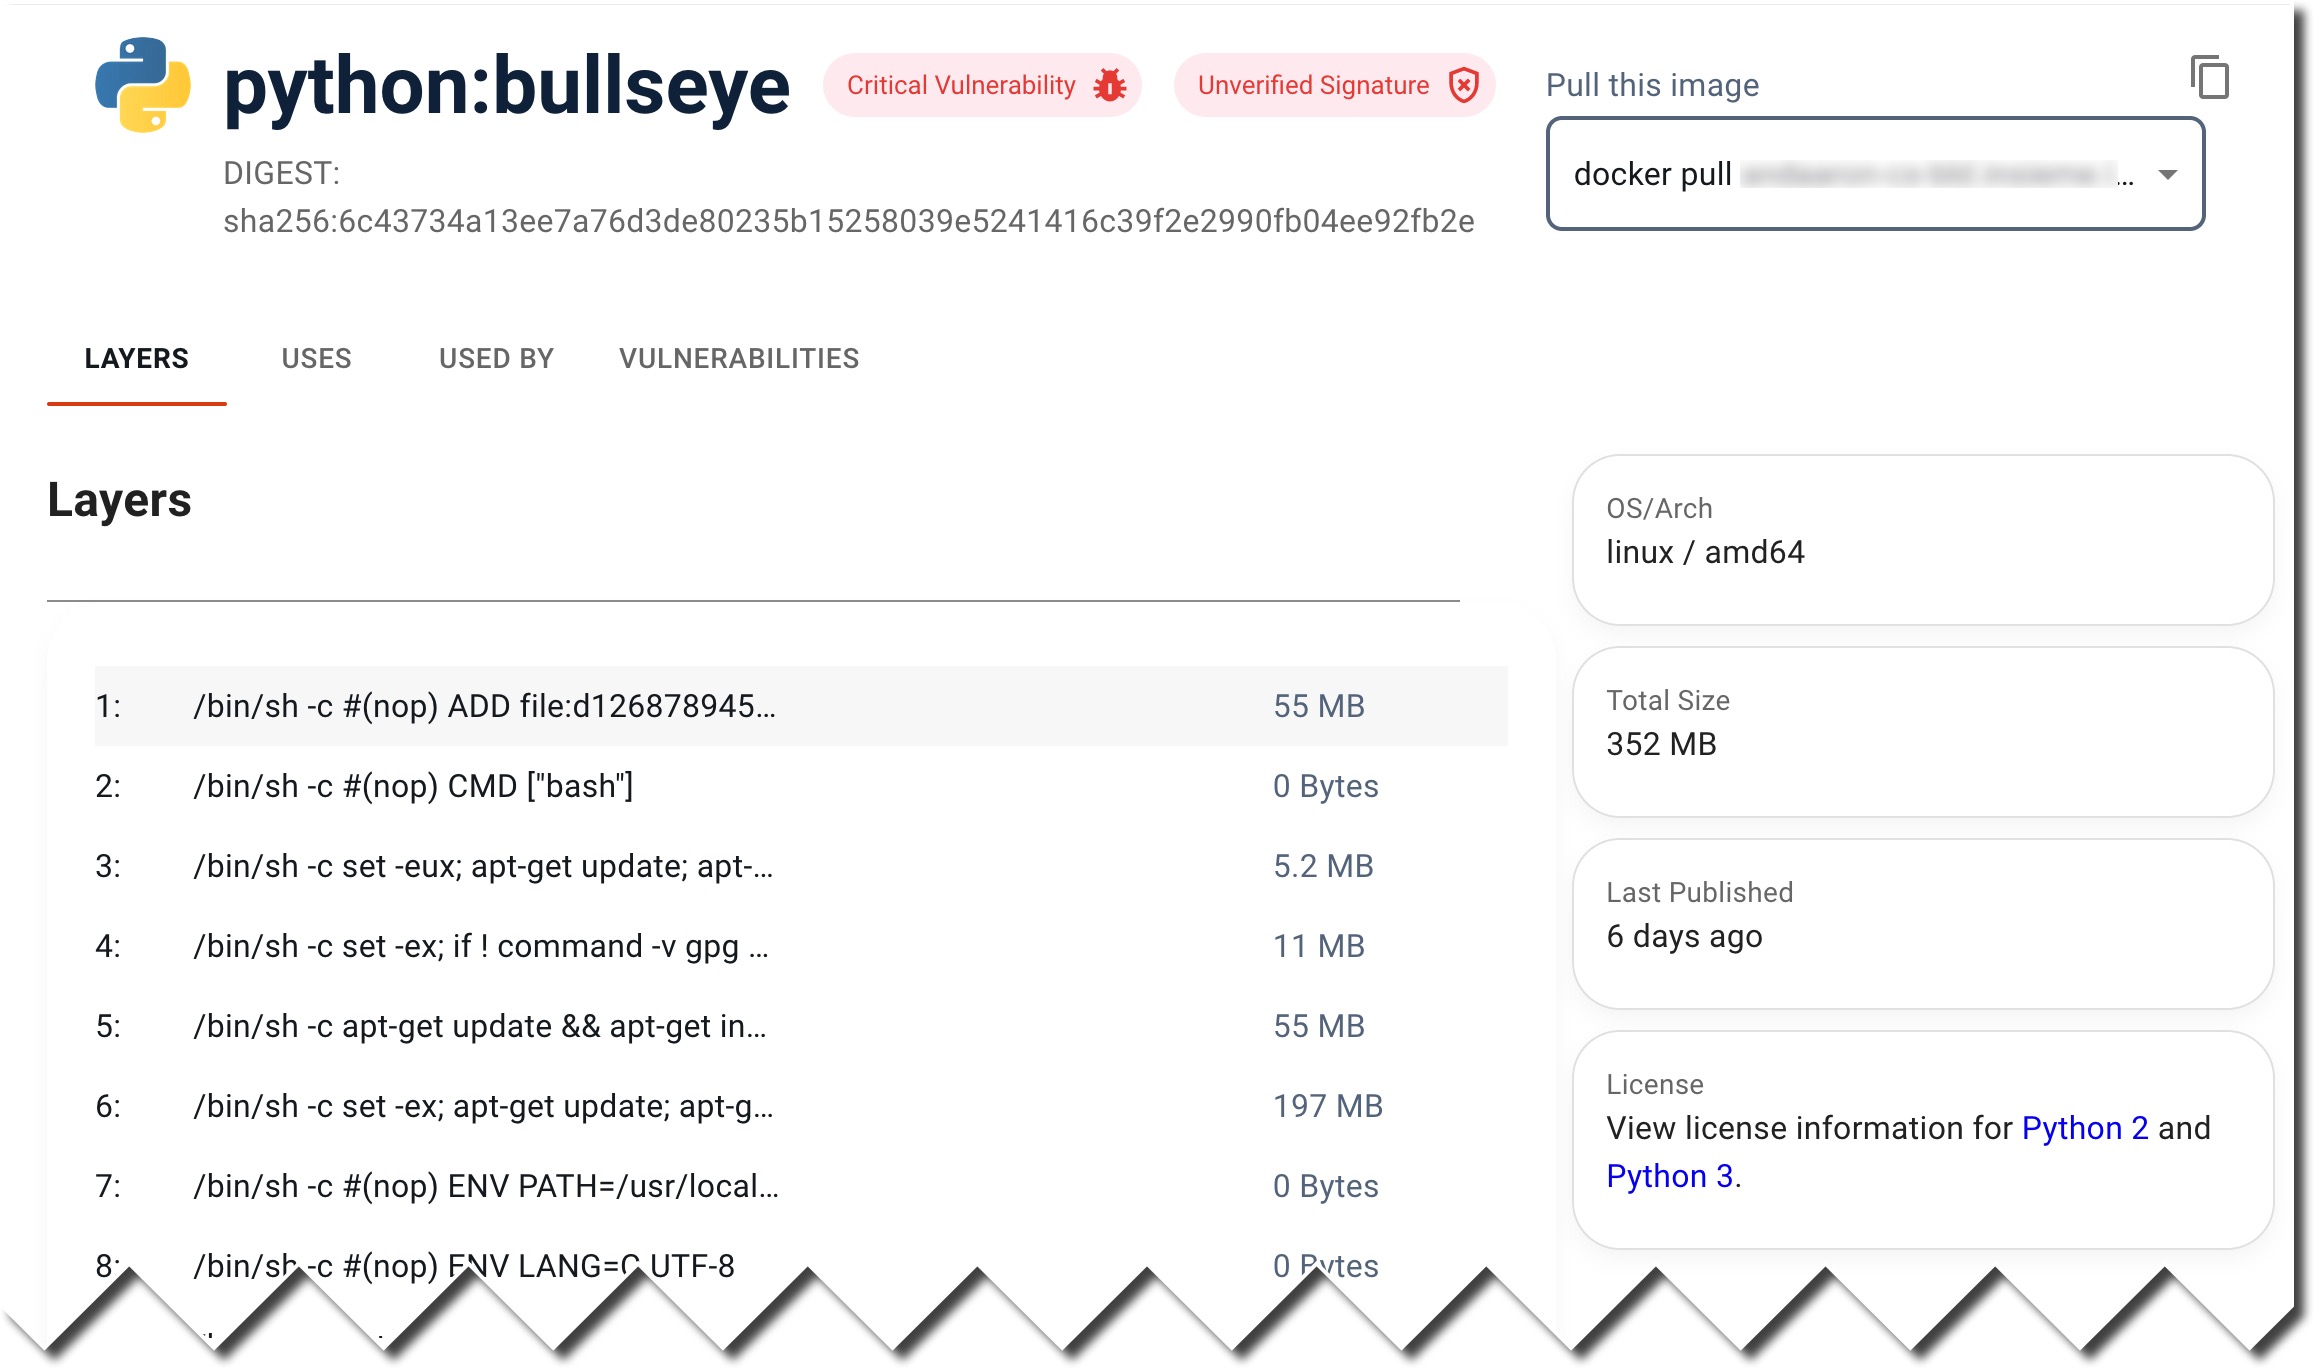 python:bullseye
Critical Vulnerability
Unverified Signature
DIGEST:
sha256:6c43734a13ee7a76d3de80235b15258039e5241416c39f2e2990fb04ee92fb2e
Pull this image
docker pull ...
LAYERS USES USED BY VULNERABILITIES
Layers
1: /bin/sh -c #(nop) ADD file:d126878945... 55 MB
2: /bin/sh -c #(nop) CMD ["bash"] 0 Bytes
3: /bin/sh -c set -eux; apt-get update; apt-... 5.2 MB
4: /bin/sh -c set -ex; if ! command -v gpg ... 11 MB
5: /bin/sh -c apt-get update && apt-get in... 55 MB
6: /bin/sh -c set -ex; apt-get update; apt-g... 197 MB
7: /bin/sh -c #(nop) ENV PATH=/usr/local... 0 Bytes
8: /bin/sh -c #(nop) ENV LANG=C.UTF-8 0 Bytes
OS/Arch
linux / amd64
Total Size
352 MB
Last Published
6 days ago
License
View license information for Python 2 and
Python 3.